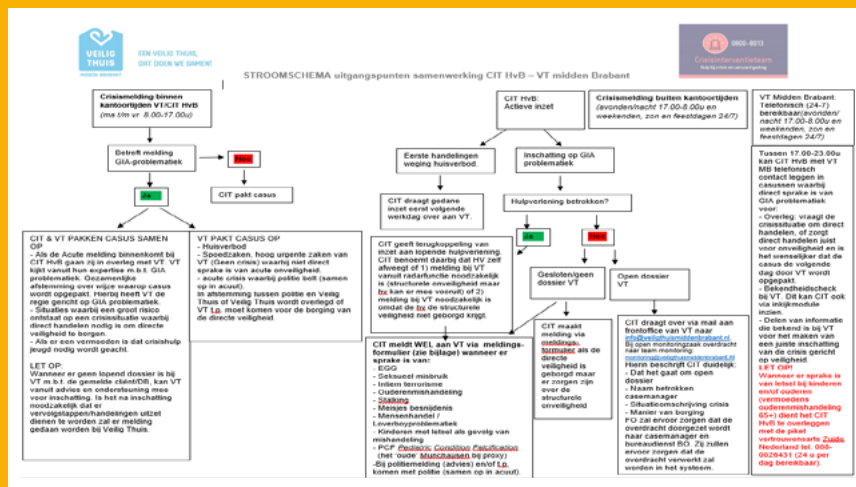 VEILIG
THUIS
MIDDEN BRABANT
EEN VEILIG THUIS,
DAT DOEN WE SAMEN!
0800-8013
Crisisinterventieteam
STROOMSCHEMA uitgangspunten samenwerking CIT HvB – VT midden Brabant
Crisismelding binnen
kantoortijden VT/CIT HvB
(ma t/m vr 8.00-17.00u)
Betreft melding
GIA-problematiek
Nee
Ja
CIT pakt casus
CIT & VT PAKKEN CASUS SAMEN
OP
- Als de Acute melding binnenkomt bij
CIT HvB gaan zij in overleg met VT. VT
kijkt vanuit hun expertise m.b.t. GIA
problematiek. Gezamenlijke
afstemming over wijze waarop casus
wordt opgepakt. Hierbij heeft VT de
regie gericht op GIA problematiek.
- Situaties waarbij een groot risico
ontstaat op een crisissituatie waarbij
direct handelen nodig is om directe
veiligheid te borgen.
- Als er een vermoeden is dat crisishulp
jeugd nodig wordt geacht.
LET OP:
Wanneer er geen lopend dossier is bij
VT m.b.t. de gemelde cliënt/DB, kan VT
vanuit advies en ondersteuning mee
voor inschatting. Is het na inschatting
noodzakelijk dat er
vervolgstappen/handelingen uitzet
dienen te worden zal er melding
gedaan worden bij Veilig Thuis.
VT PAKT CASUS OP
- Huisverbod
- Spoedzaken, hoog urgente zaken van
VT (Geen crisis) waarbij niet direct
sprake is van acute onveiligheid.
- acute crisis waarbij politie belt (samen
op in acuut).
In afstemming tussen politie en Veilig
Thuis of Veilig Thuis wordt overlegd of
VT t.p. moet komen voor de borging van
de directe veiligheid.
CIT HvB:
Actieve inzet
Crisismelding buiten kantoortijden
(avonden/nacht 17.00-8.00u en
weekenden, zon en feestdagen 24/7)
Eerste handelingen
weging huisverbod.
Inschatting op GIA
problematiek
CIT draagt gedane
inzet eerst volgende
werkdag over aan VT.
Hulpverlening betrokken?
Ja
Nee
CIT geeft terugkoppeling van
inzet aan lopende hulpverlening.
CIT benoemt daarbij dat HV zelf
afweegt of 1) melding bij VT
vanuit radarfunctie noodzakelijk
is (structurele onveiligheid maar
hv kan er mee vooruit) of 2)
melding bij VT noodzakelijk is
omdat de hv de structurele
veiligheid niet geborgd krijgt.
Gesloten/geen
dossier VT
Open dossier
VT
CIT maakt
melding via
meldings-
formulier als de
directe
veiligheid is
geborgd maar
er zorgen zijn
over de
structurele
onveiligheid
CIT meldt WEL aan VT via meldings-
formulier (zie bijlage) wanneer er
sprake is van:
- EGG
- Seksueel misbruik
- Intiem terrorisme
- Ouderenmishandeling
- Stalking
- Meisjes besnijdenis
- Mensenhandel /
Loverboyproblematiek
- Kinderen met letsel als gevolg van
mishandeling
- PCF Pediatric Condition Falsification
(het 'oude' Munchausen bij proxy)
-Bij politiemelding (advies) en/of t.p.
komen met politie (samen op in acuut).
CIT draagt over via mail aan
frontoffice van VT naar
info@veiligthuismiddenbrabant.nl.
Bij open monitoringzaak overdracht
naar team monitoring:
monitoring@veiligthuismiddenbrabant.nl
Hierin beschrijft CIT duidelijk:
- Dat het gaat om open
dossier
- Naam betrokken
casemanager
- Situatieomschrijving crisis
- Manier van borging
FO zal ervoor zorgen dat de
overdracht doorgezet wordt
naar casemanager en
bureaudienst BO. Zij zullen
ervoor zorgen dat de
overdracht verwerkt zal
worden in het systeem.
VT Midden Brabant:
Telefonisch (24-7)
bereikbaar(avonden/
nacht 17.00-8.00u en
weekenden, zon en
feestdagen 24/7)
Tussen 17.00-23.00u
kan CIT HvB met VT
MB telefonisch
contact leggen in
casussen waarbij
direct sprake is van
GIA problematiek
voor:
- Overleg: vraagt de
crisissituatie om direct
handelen, of zorgt
direct handelen juist
voor onveiligheid en is
het wenselijker dat de
casus de volgende
dag door VT wordt
opgepakt.
- Bekendheidscheck
bij VT. Dit kan CIT ook
via inkijkmodule
inzien.
- Delen van informatie
die bekend is bij VT
voor het maken van
een juiste inschatting
van de crisis gericht
op veiligheid.
LET OP!
Wanneer er sprake is
van letsel bij kinderen
en/of ouderen
(vermoedens
ouderenmishandeling
65+) dient het CIT
HvB te overleggen
met de piket
vertrouwensarts Zuid-
Nederland tel. 088-
0026431 (24 u per
dag bereikbaar).